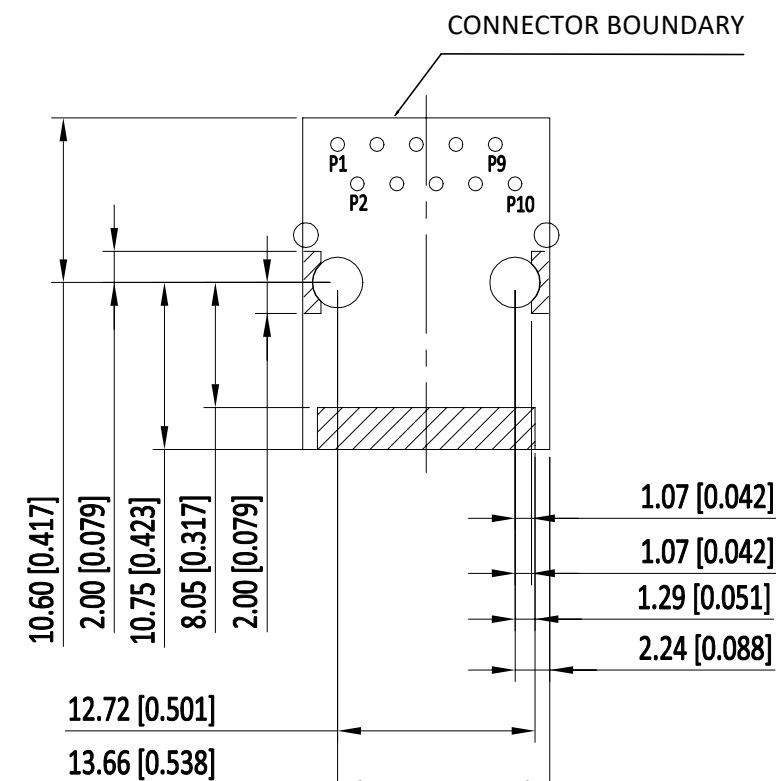 CONNECTOR BOUNDARY
P1
P9
P2
P10
10.60 [0.417]
2.00 [0.079]
10.75 [0.423]
8.05 [0.317]
2.00 [0.079]
1.07 [0.042]
1.07 [0.042]
1.29 [0.051]
2.24 [0.088]
12.72 [0.501]
13.66 [0.538]